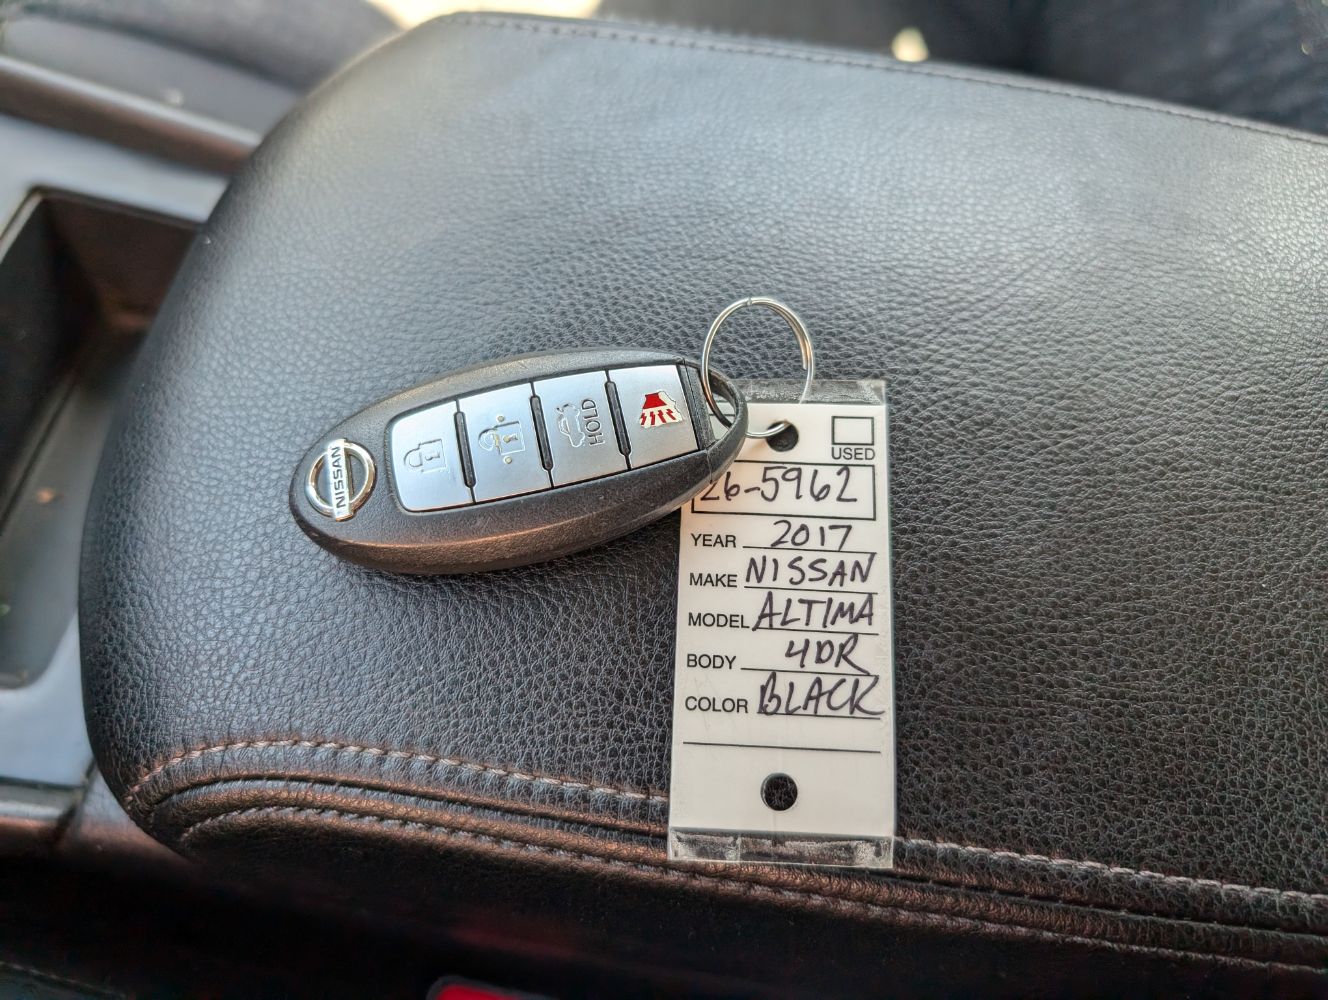 NISSAN
HOLD
USED
26-5962
YEAR 2017
MAKE NISSAN
MODEL ALTIMA
BODY 4DR
COLOR BLACK